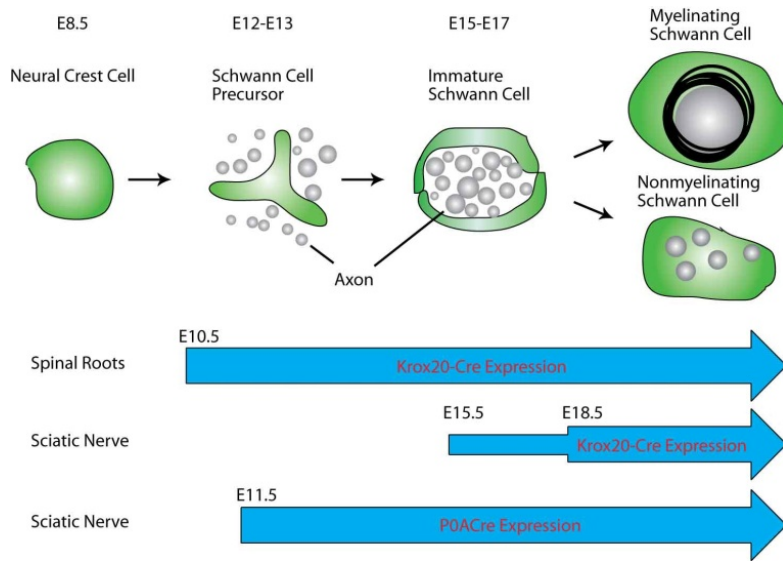 E8.5
E12-E13
E15-E17
Myelinating
Schwann Cell
Neural Crest Cell
Schwann Cell
Precursor
Immature
Schwann Cell
Nonmyelinating
Schwann Cell
Axon
E10.5
Spinal Roots
Krox20-Cre Expression
E15.5
E18.5
Sciatic Nerve
Krox20-Cre Expression
E11.5
Sciatic Nerve
P0ACre Expression